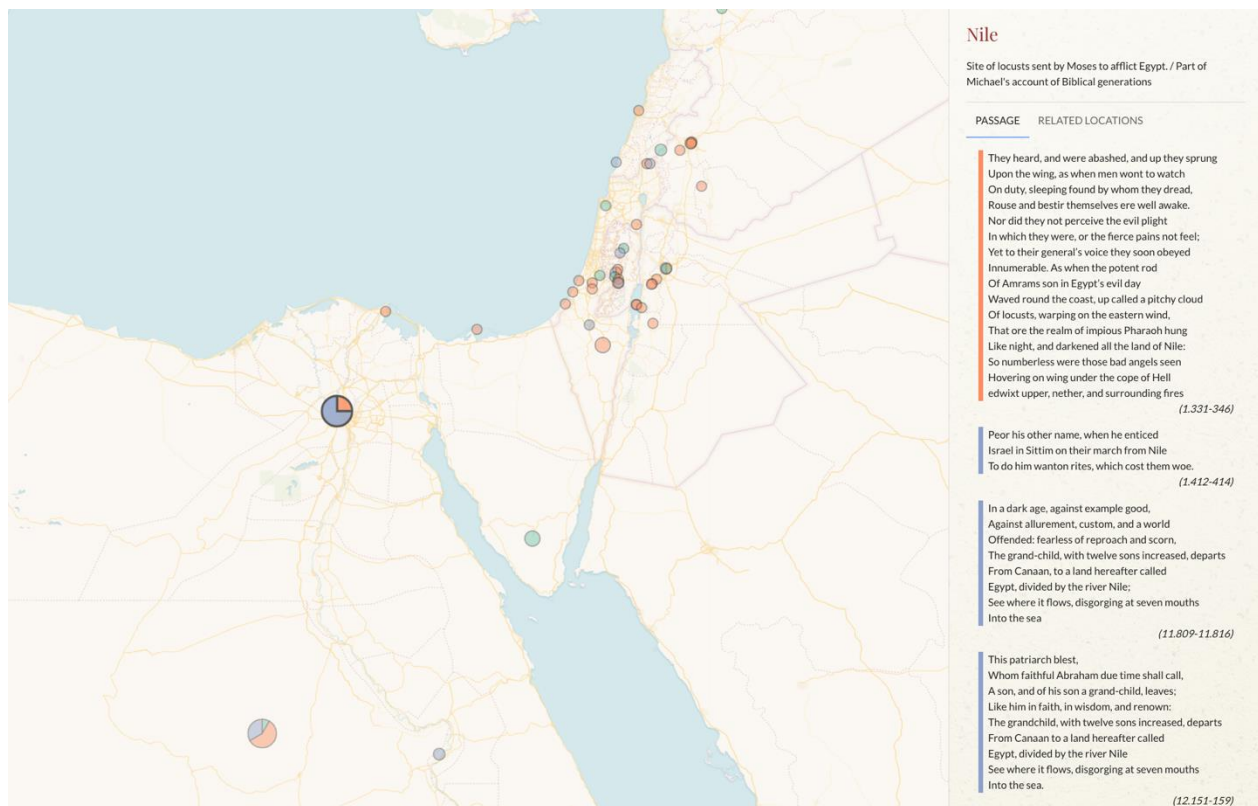 Nile
Site of locusts sent by Moses to afflict Egypt. / Part of
Michael's account of Biblical generations
PASSAGE RELATED LOCATIONS
They heard, and were abashed, and up they sprung
Upon the wing, as when men wont to watch
On duty, sleeping found by whom they dread,
Rouse and bestir themselves ere well awake.
Nor did they not perceive the evil plight
In which they were, or the fierce pains not feel;
Yet to their general's voice they soon obeyed
Innumerable. As when the potent rod
Of Amrams son in Egypt's evil day
Waved round the coast, up called a pitchy cloud
Of locusts, warping on the eastern wind,
That ore the realm of impious Pharaoh hung
Like night, and darkened all the land of Nile:
So numberless were those bad angels seen
Hovering on wing under the cope of Hell
edwixt upper, nether, and surrounding fires
(1.331-346)
Peor his other name, when he enticed
Israel in Sittim on their march from Nile
To do him wanton rites, which cost them woe.
(1.412-414)
In a dark age, against example good,
Against allurement, custom, and a world
Offended: fearless of reproach and scorn,
The grand-child, with twelve sons increased, departs
From Canaan, to a land hereafter called
Egypt, divided by the river Nile;
See where it flows, disgorging at seven mouths
Into the sea
(11.809-11.816)
This patriarch blest,
Whom faithful Abraham due time shall call,
A son, and of his son a grand-child, leaves;
Like him in faith, in wisdom, and renown:
The grandchild, with twelve sons increased, departs
From Canaan to a land hereafter called
Egypt, divided by the river Nile
See where it flows, disgorging at seven mouths
Into the sea.
(12.151-159)